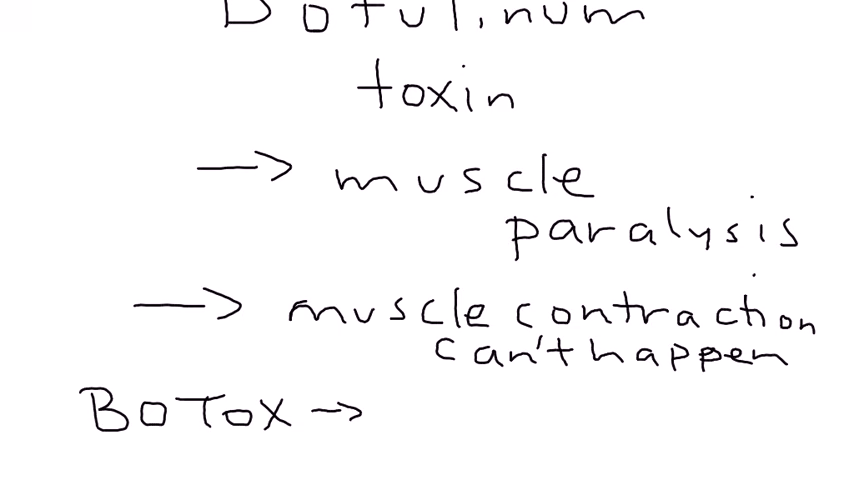 Botulinum
toxin
→ muscle
paralysis
→ muscle contraction
can't happen
BOTOX →